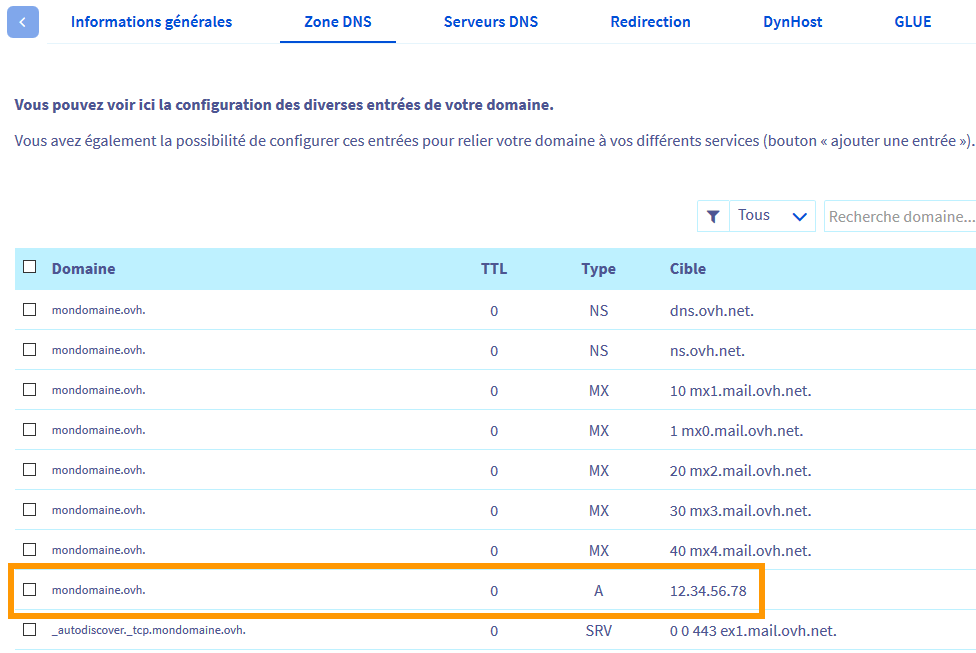 Informations générales Zone DNS Serveurs DNS Redirection DynHost GLUE
Vous pouvez voir ici la configuration des diverses entrées de votre domaine.
Vous avez également la possibilité de configurer ces entrées pour relier votre domaine à vos différents services (bouton « ajouter une entrée »).
Tous Recherche domaine...
Domaine TTL Type Cible
mondomaine.ovh. 0 NS dns.ovh.net.
mondomaine.ovh. 0 NS ns.ovh.net.
mondomaine.ovh. 0 MX 10 mx1.mail.ovh.net.
mondomaine.ovh. 0 MX 1 mx0.mail.ovh.net.
mondomaine.ovh. 0 MX 20 mx2.mail.ovh.net.
mondomaine.ovh. 0 MX 30 mx3.mail.ovh.net.
mondomaine.ovh. 0 MX 40 mx4.mail.ovh.net.
mondomaine.ovh. 0 A 12.34.56.78
_autodiscover._tcp.mondomaine.ovh. 0 SRV 0 0 443 ex1.mail.ovh.net.